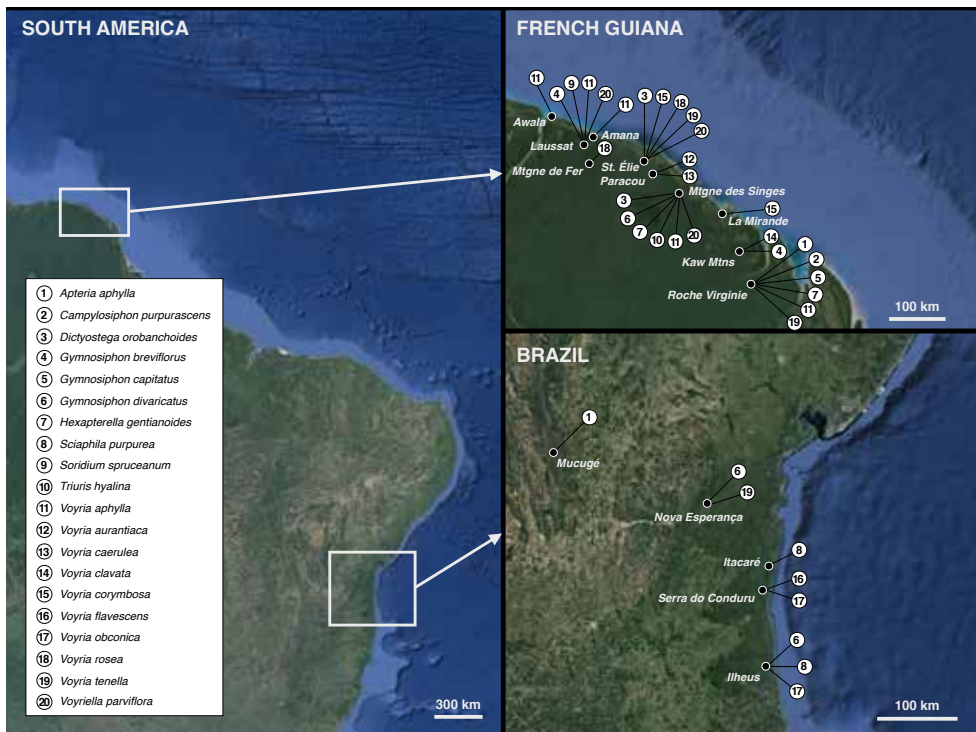 SOUTH AMERICA
300 km
1 Apteria aphylla
2 Campylosiphon purpurascens
3 Dictyostega orobanchoides
4 Gymnosiphon breviflorus
5 Gymnosiphon capitatus
6 Gymnosiphon divaricatus
7 Hexapterella gentianoides
8 Sciaphila purpurea
9 Soridium spruceanum
10 Triuris hyalina
11 Voyria aphylla
12 Voyria aurantiaca
13 Voyria caerulea
14 Voyria clavata
15 Voyria corymbosa
16 Voyria flavescens
17 Voyria obconica
18 Voyria rosea
19 Voyria tenella
20 Voyriella parviflora
FRENCH GUIANA
11
4
9
11
20
11
3
15
18
19
20
Awala
Amana
Laussat
18
Mtgne de Fer
St. Élie
12
Paracou
13
Mtgne des Singes
3
6
7
10
11
20
La Mirande
15
14
4
Kaw Mtns
1
2
5
7
11
19
Roche Virginie
100 km
BRAZIL
1
Mucugé
6
19
Nova Esperança
8
Itacaré
16
Serra do Conduru
17
6
8
Ilheus
17
100 km